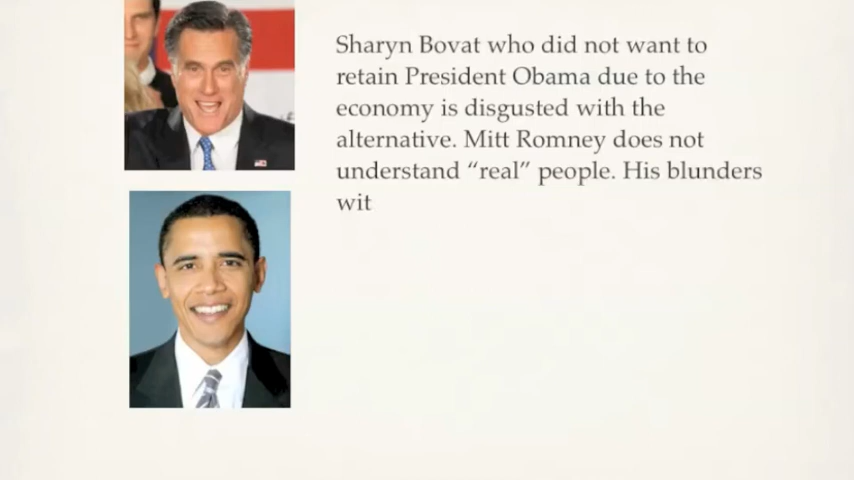 Sharyn Bovat who did not want to
retain President Obama due to the
economy is disgusted with the
alternative. Mitt Romney does not
understand “real” people. His blunders
wit